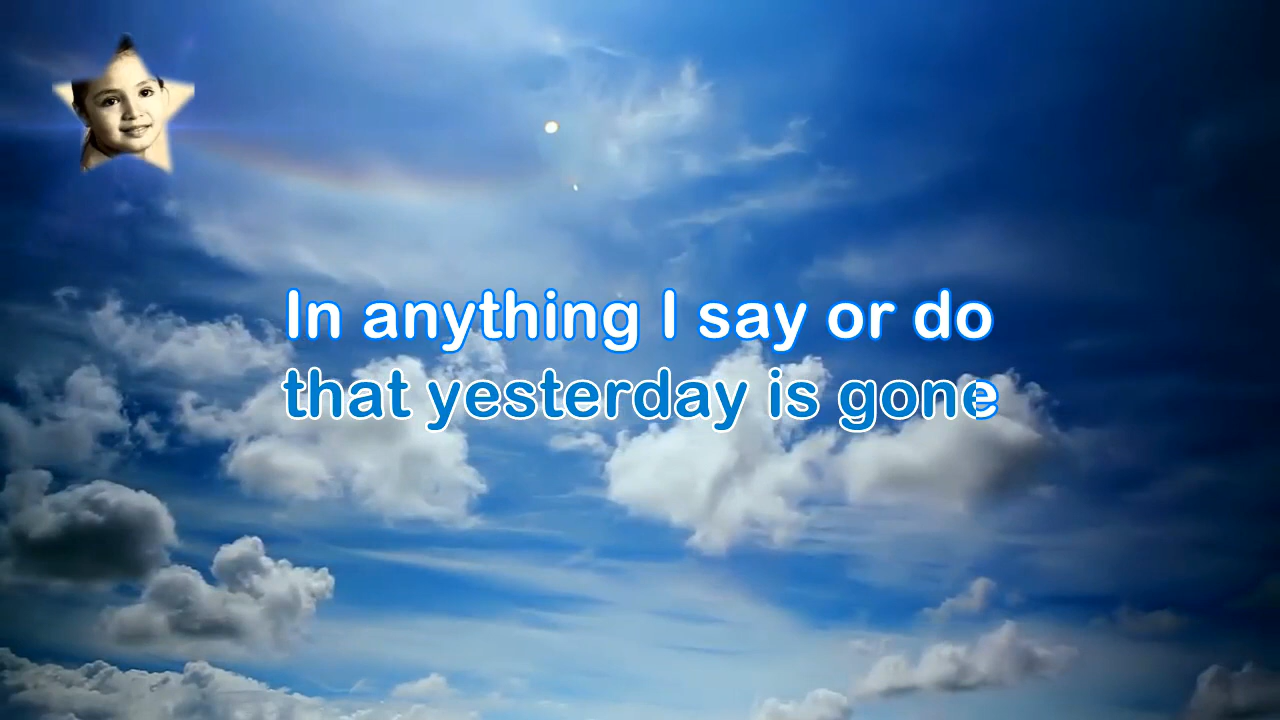 In anything I say or do
that yesterday is gone